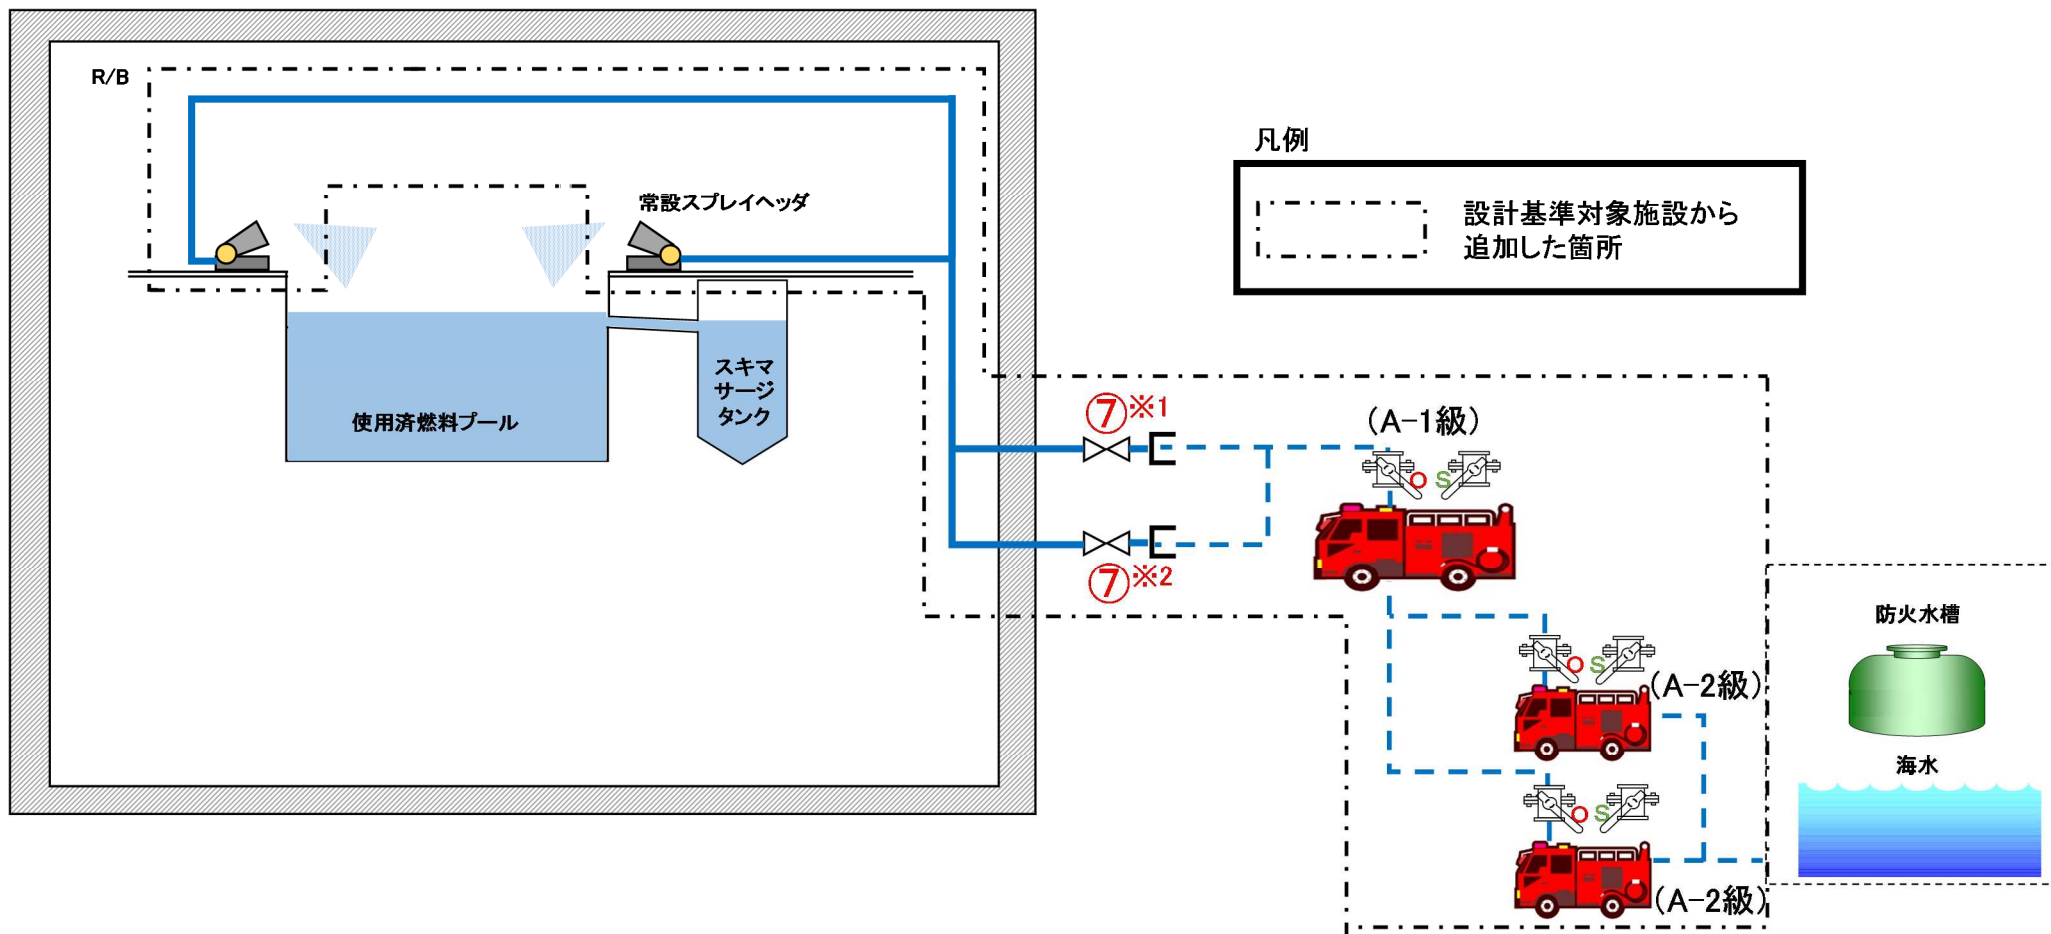 R/B
常設スプレイヘッダ
使用済燃料プール
スキマ
サージ
タンク
凡例
設計基準対象施設から
追加した箇所
⑦※1
⑦※2
(A-1級)
O S
O S
(A-2級)
O S
(A-2級)
防火水槽
海水